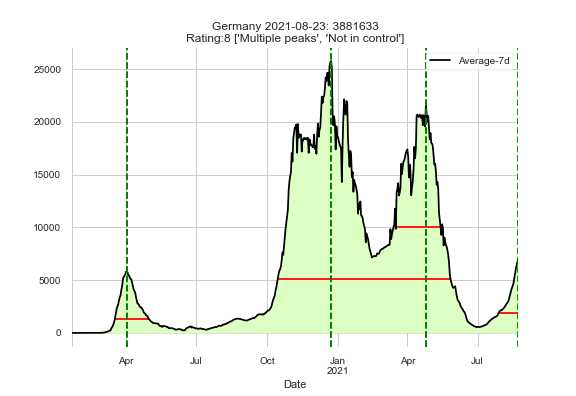 Germany 2021-08-23: 3881633
Rating:8 ['Multiple peaks', 'Not in control']
Average-7d
25000
20000
15000
10000
5000
0
Apr
Jul
Oct
Jan
2021
Apr
Jul
Date